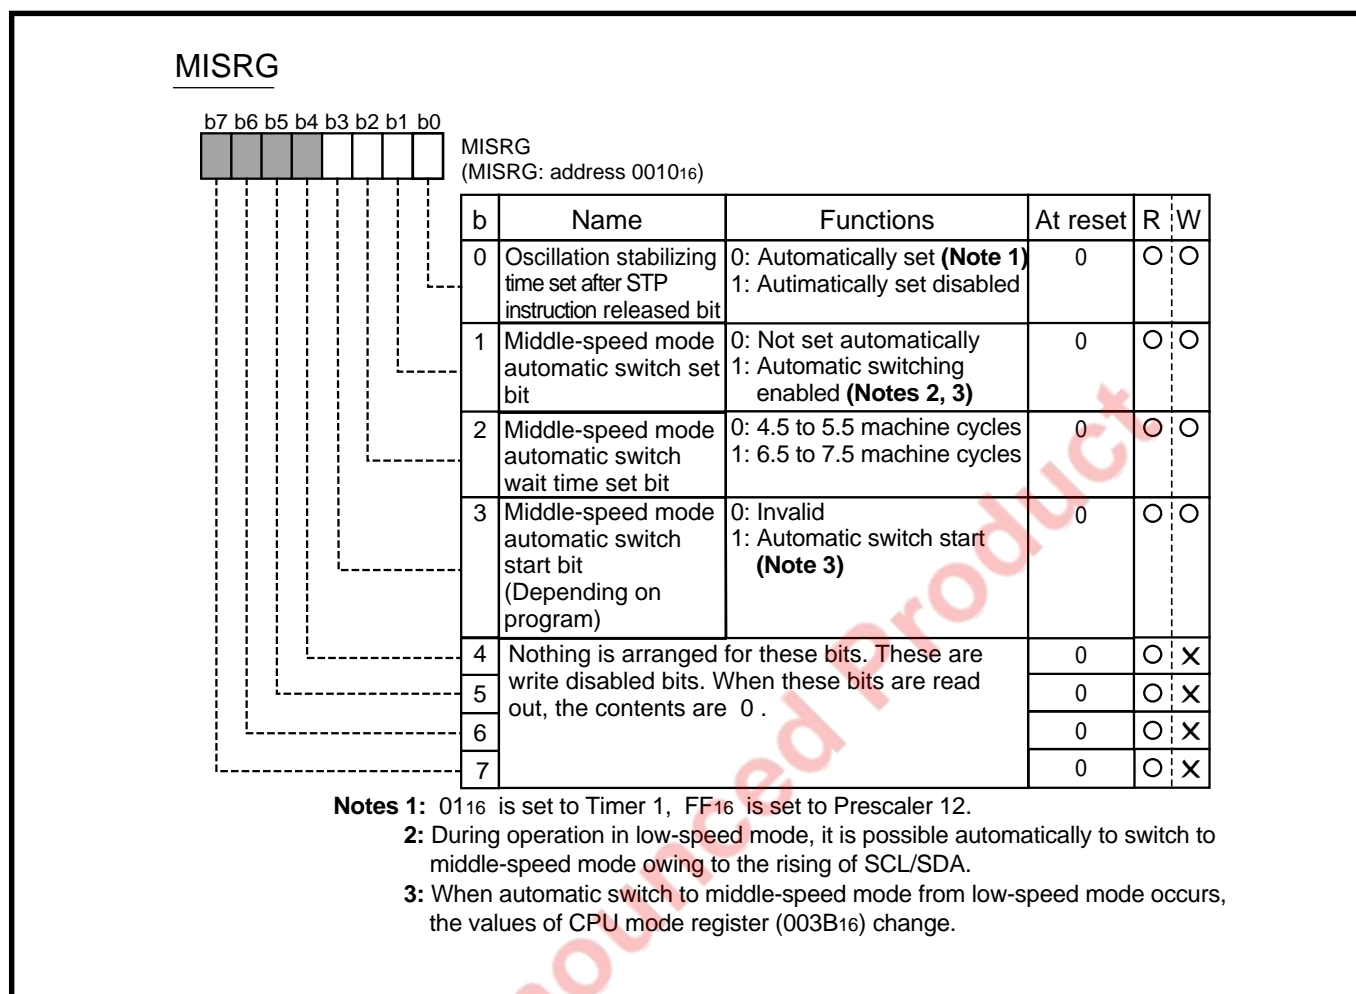 MISRG
b7 b6 b5 b4 b3 b2 b1 b0
MISRG
(MISRG: address 001016)
b Name Functions At reset R W
0 Oscillation stabilizing 0: Automatically set (Note 1) 0 O O
time set after STP 1: Autimatically set disabled
instruction released bit
1 Middle-speed mode 0: Not set automatically 0 O O
automatic switch set 1: Automatic switching
bit enabled (Notes 2, 3)
2 Middle-speed mode 0: 4.5 to 5.5 machine cycles 0 O O
automatic switch 1: 6.5 to 7.5 machine cycles
wait time set bit
3 Middle-speed mode 0: Invalid 0 O O
automatic switch 1: Automatic switch start
start bit (Note 3)
(Depending on
program)
4 Nothing is arranged for these bits. These are 0 O X
5 write disabled bits. When these bits are read 0 O X
out, the contents are 0 .
6 0 O X
7 0 O X
Notes 1: 0116 is set to Timer 1, FF16 is set to Prescaler 12.
2: During operation in low-speed mode, it is possible automatically to switch to
middle-speed mode owing to the rising of SCL/SDA.
3: When automatic switch to middle-speed mode from low-speed mode occurs,
the values of CPU mode register (003B16) change.
ounced Product